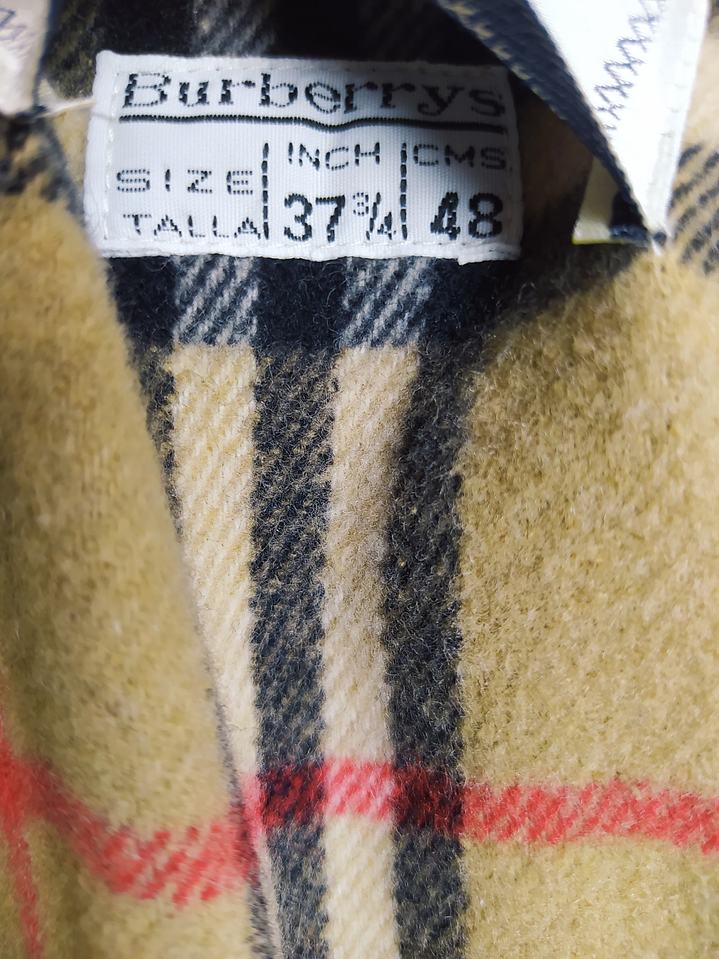 Burberrys
INCH CMS
SIZE
TALLA 37¾ 48